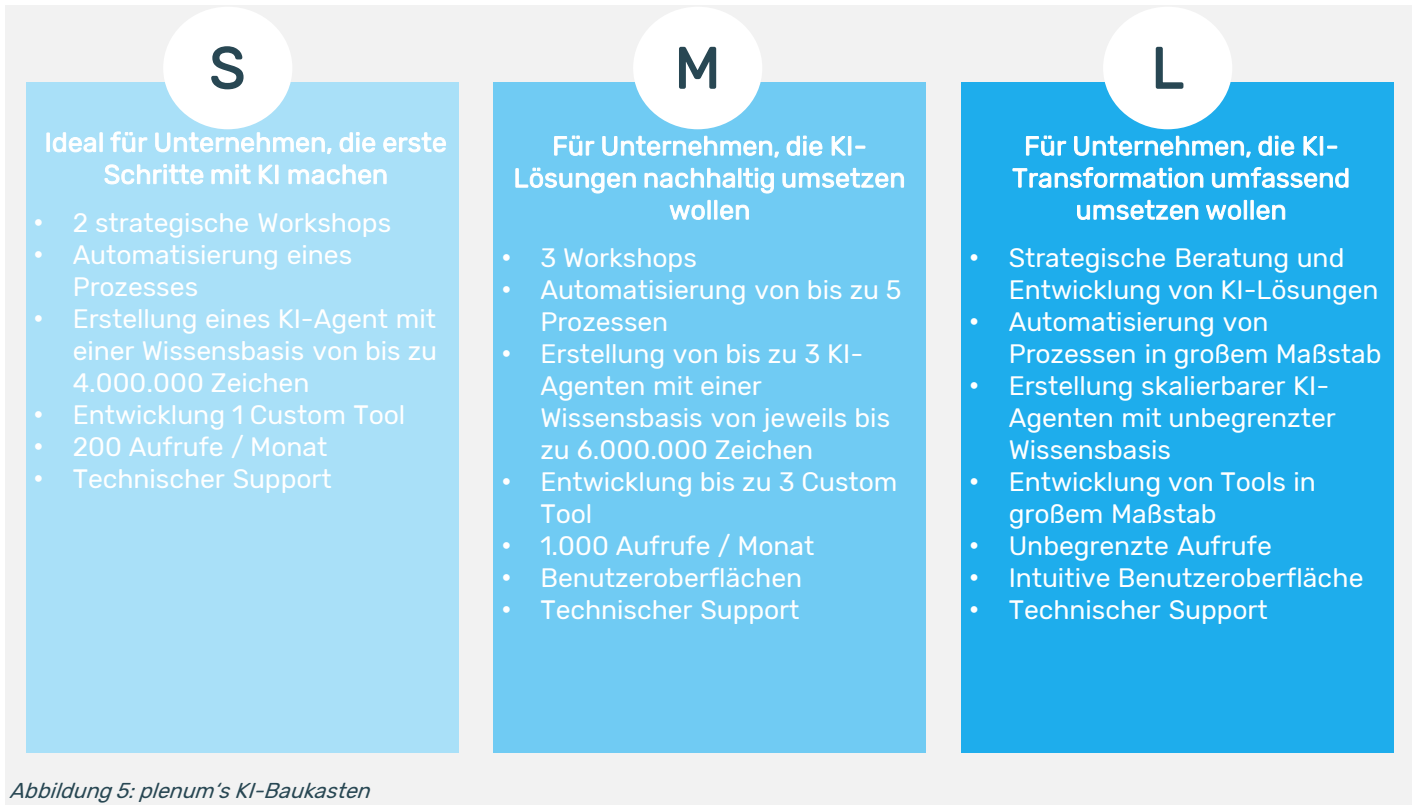 S
Ideal für Unternehmen, die erste
Schritte mit KI machen
• 2 strategische Workshops
• Automatisierung eines
Prozesses
• Erstellung eines KI-Agent mit
einer Wissensbasis von bis zu
4.000.000 Zeichen
• Entwicklung 1 Custom Tool
• 200 Aufrufe / Monat
• Technischer Support
M
Für Unternehmen, die KI-
Lösungen nachhaltig umsetzen
wollen
• 3 Workshops
• Automatisierung von bis zu 5
Prozessen
• Erstellung von bis zu 3 KI-
Agenten mit einer
Wissensbasis von jeweils bis
zu 6.000.000 Zeichen
• Entwicklung bis zu 3 Custom
Tool
• 1.000 Aufrufe / Monat
• Benutzeroberflächen
• Technischer Support
L
Für Unternehmen, die KI-
Transformation umfassend
umsetzen wollen
• Strategische Beratung und
Entwicklung von KI-Lösungen
• Automatisierung von
Prozessen in großem Maßstab
• Erstellung skalierbarer KI-
Agenten mit unbegrenzter
Wissensbasis
• Entwicklung von Tools in
großem Maßstab
• Unbegrenzte Aufrufe
• Intuitive Benutzeroberfläche
• Technischer Support
Abbildung 5: plenum‘s KI-Baukasten